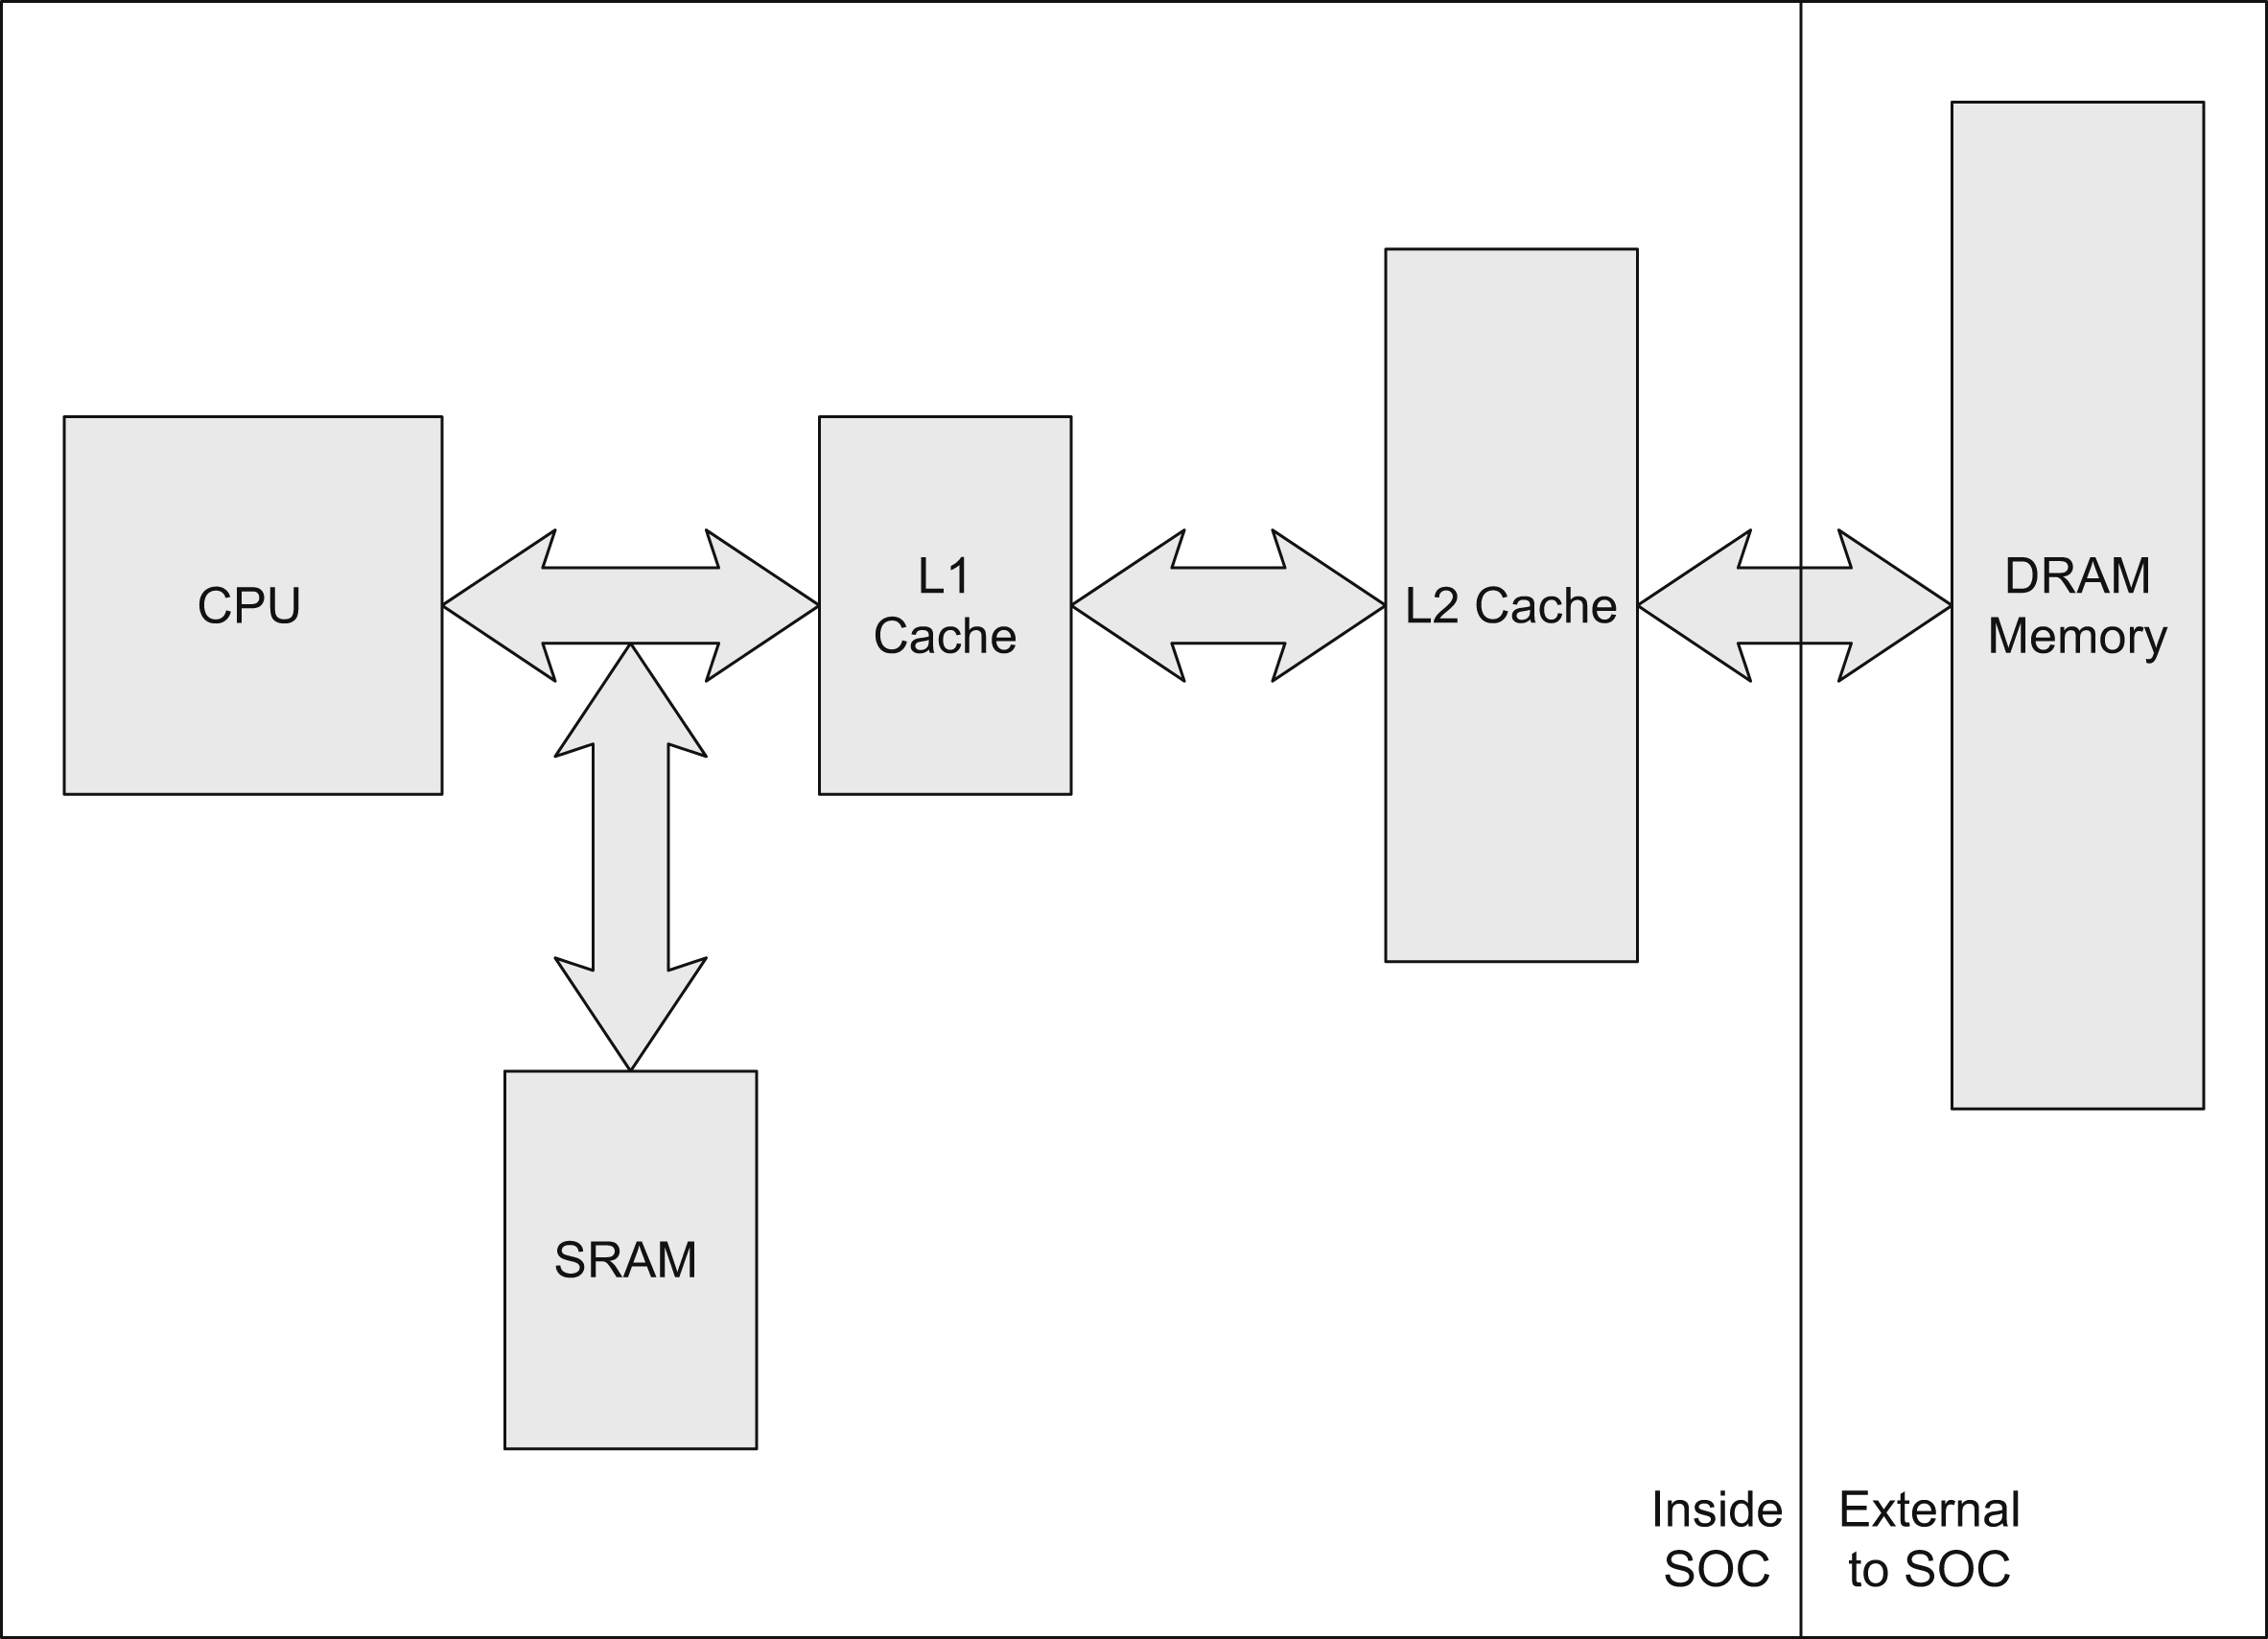 CPU
L1
Cache
L2 Cache
DRAM
Memory
SRAM
Inside
SOC
External
to SOC